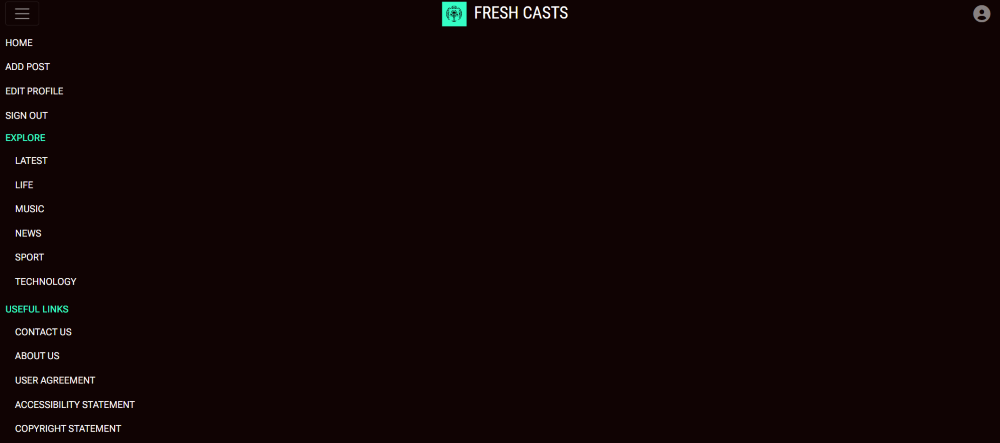 FRESH CASTS
HOME
ADD POST
EDIT PROFILE
SIGN OUT
EXPLORE
LATEST
LIFE
MUSIC
NEWS
SPORT
TECHNOLOGY
USEFUL LINKS
CONTACT US
ABOUT US
USER AGREEMENT
ACCESSIBILITY STATEMENT
COPYRIGHT STATEMENT